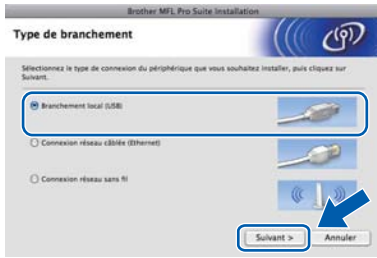 Brother MFL Pro Suite Installation
Type de branchement
Sélectionnez le type de connexion du périphérique que vous souhaitez installer, puis cliquez sur
Suivant.
Branchement local (USB)
Connexion réseau câblée (Ethernet)
Connexion réseau sans fil
Suivant >
Annuler